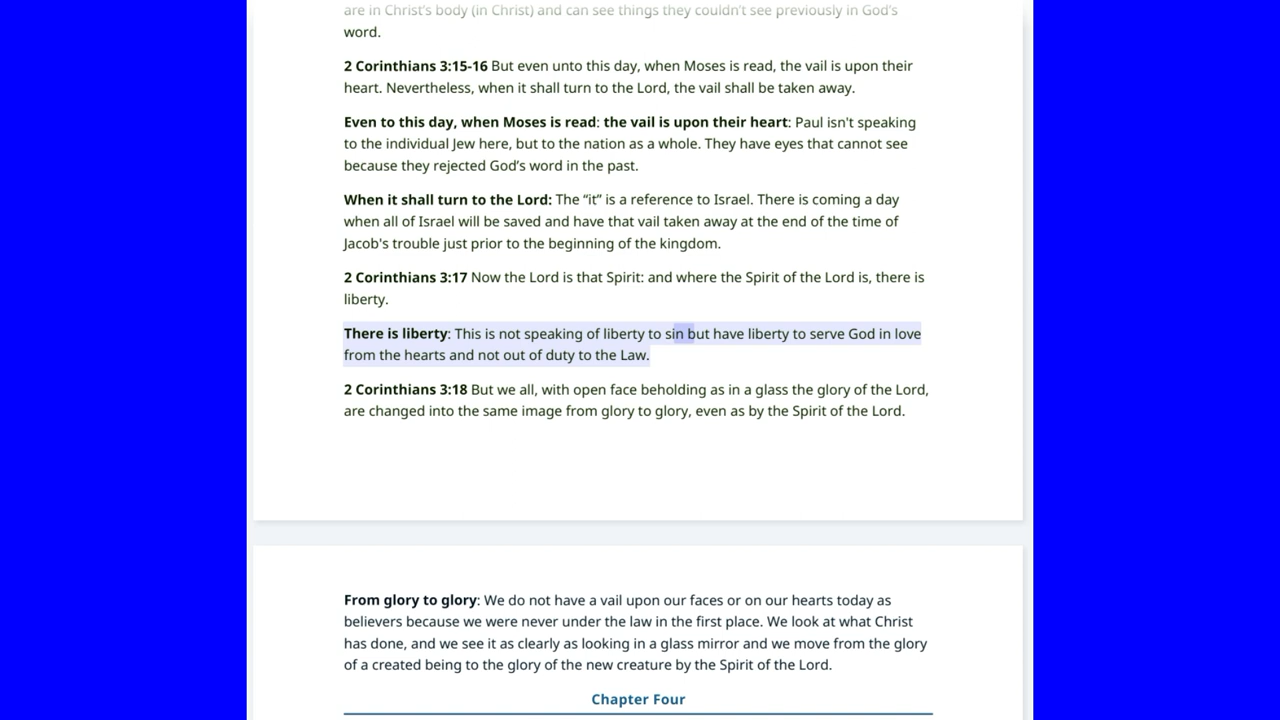 are in Christ's body (in Christ) and can see things they couldn't see previously in God's
word.
2 Corinthians 3:15-16 But even unto this day, when Moses is read, the vail is upon their
heart. Nevertheless, when it shall turn to the Lord, the vail shall be taken away.
Even to this day, when Moses is read: the vail is upon their heart: Paul isn't speaking
to the individual Jew here, but to the nation as a whole. They have eyes that cannot see
because they rejected God's word in the past.
When it shall turn to the Lord: The “it” is a reference to Israel. There is coming a day
when all of Israel will be saved and have that vail taken away at the end of the time of
Jacob's trouble just prior to the beginning of the kingdom.
2 Corinthians 3:17 Now the Lord is that Spirit: and where the Spirit of the Lord is, there is
liberty.
There is liberty: This is not speaking of liberty to sin but have liberty to serve God in love
from the hearts and not out of duty to the Law.
2 Corinthians 3:18 But we all, with open face beholding as in a glass the glory of the Lord,
are changed into the same image from glory to glory, even as by the Spirit of the Lord.
From glory to glory: We do not have a vail upon our faces or on our hearts today as
believers because we were never under the law in the first place. We look at what Christ
has done, and we see it as clearly as looking in a glass mirror and we move from the glory
of a created being to the glory of the new creature by the Spirit of the Lord.
Chapter Four